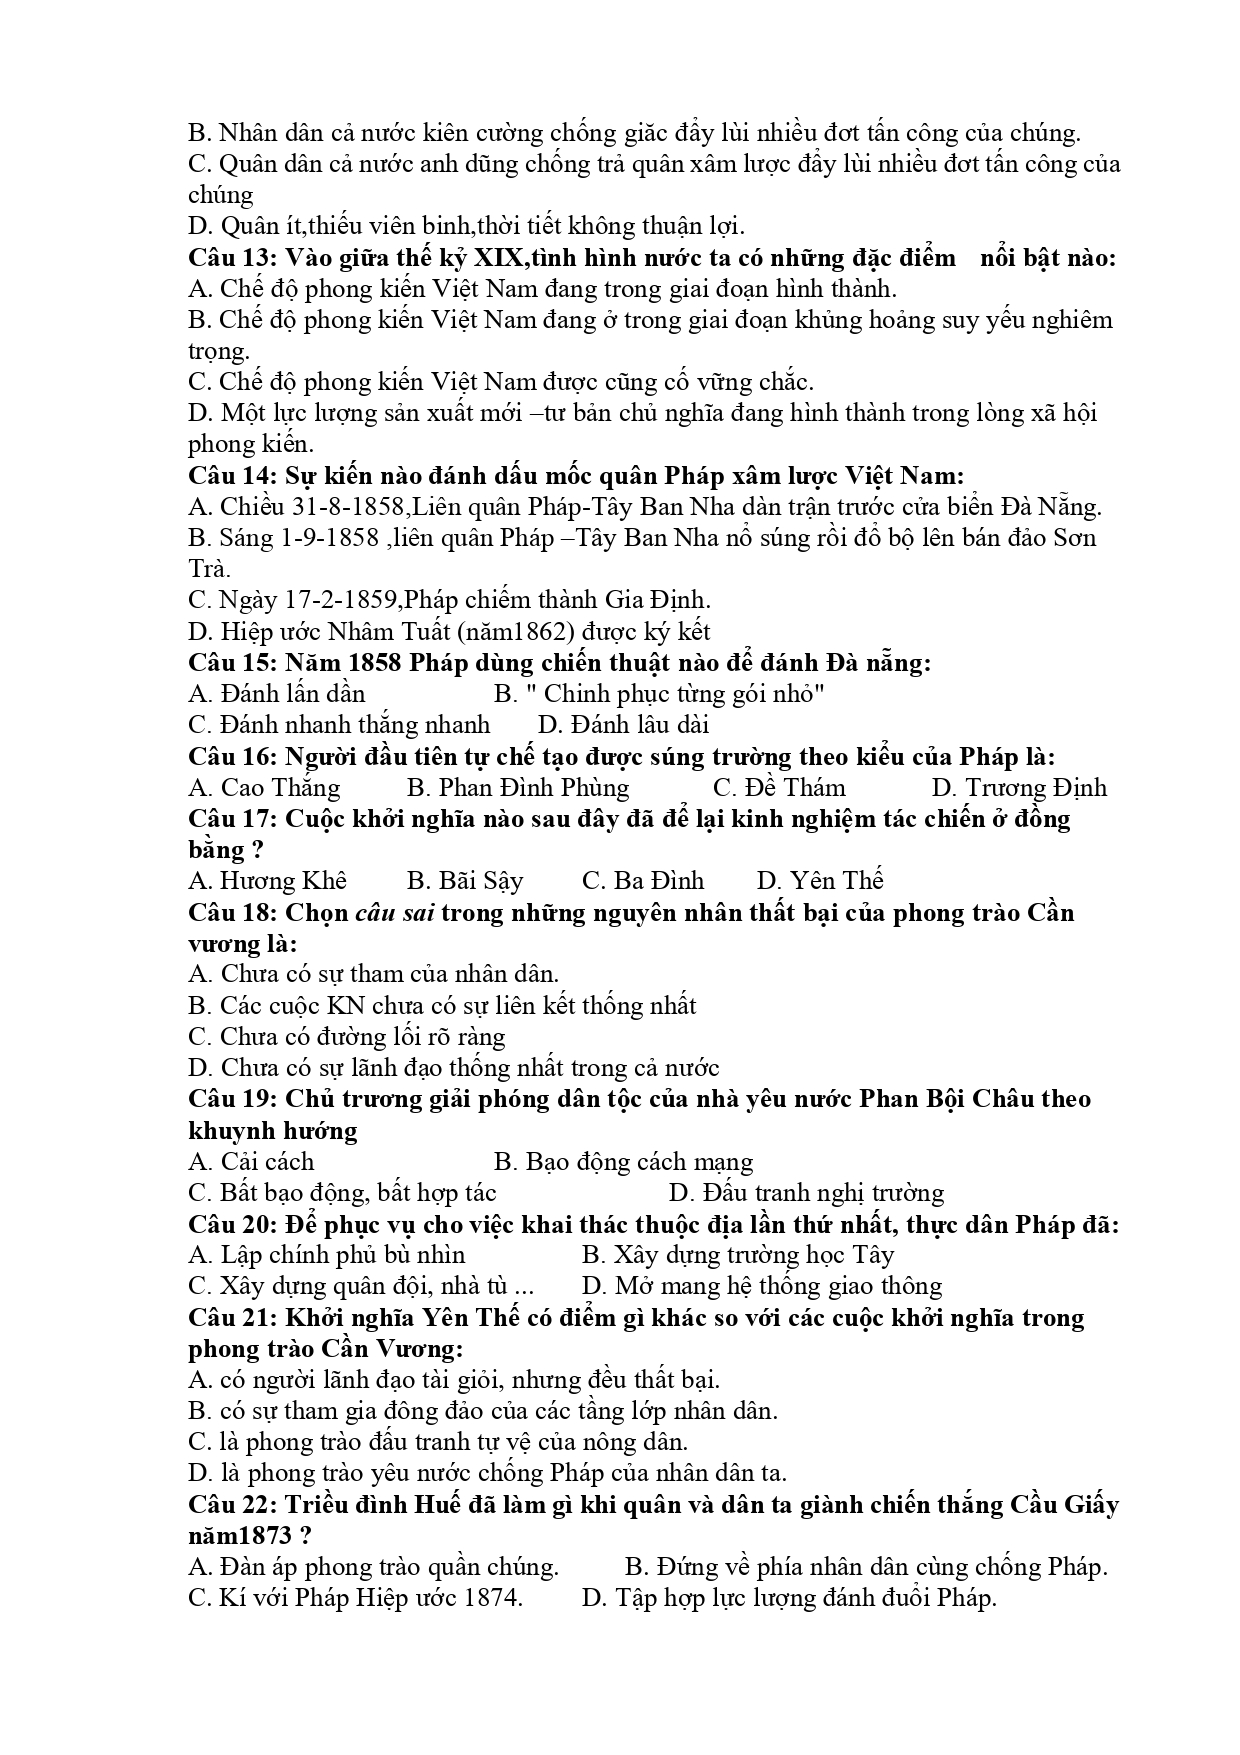 B. Nhân dân cả nước kiên cường chống giăc đẩy lùi nhiều đơt tấn công của chúng.
C. Quân dân cả nước anh dũng chống trả quân xâm lược đẩy lùi nhiều đơt tấn công của
chúng
D. Quân ít,thiếu viên binh,thời tiết không thuận lợi.
Câu 13: Vào giữa thế kỷ XIX,tình hình nước ta có những đặc điểm nổi bật nào:
A. Chế độ phong kiến Việt Nam đang trong giai đoạn hình thành.
B. Chế độ phong kiến Việt Nam đang ở trong giai đoạn khủng hoảng suy yếu nghiêm
trọng.
C. Chế độ phong kiến Việt Nam được cũng cố vững chắc.
D. Một lực lượng sản xuất mới –tư bản chủ nghĩa đang hình thành trong lòng xã hội
phong kiến.
Câu 14: Sự kiến nào đánh dấu mốc quân Pháp xâm lược Việt Nam:
A. Chiều 31-8-1858,Liên quân Pháp-Tây Ban Nha dàn trận trước cửa biển Đà Nẵng.
B. Sáng 1-9-1858 ,liên quân Pháp –Tây Ban Nha nổ súng rồi đổ bộ lên bán đảo Sơn
Trà.
C. Ngày 17-2-1859,Pháp chiếm thành Gia Định.
D. Hiệp ước Nhâm Tuất (năm1862) được ký kết
Câu 15: Năm 1858 Pháp dùng chiến thuật nào để đánh Đà nẵng:
A. Đánh lấn dần B. " Chinh phục từng gói nhỏ"
C. Đánh nhanh thắng nhanh D. Đánh lâu dài
Câu 16: Người đầu tiên tự chế tạo được súng trường theo kiểu của Pháp là:
A. Cao Thắng B. Phan Đình Phùng C. Đề Thám D. Trương Định
Câu 17: Cuộc khởi nghĩa nào sau đây đã để lại kinh nghiệm tác chiến ở đồng
bằng ?
A. Hương Khê B. Bãi Sậy C. Ba Đình D. Yên Thế
Câu 18: Chọn câu sai trong những nguyên nhân thất bại của phong trào Cần
vương là:
A. Chưa có sự tham của nhân dân.
B. Các cuộc KN chưa có sự liên kết thống nhất
C. Chưa có đường lối rõ ràng
D. Chưa có sự lãnh đạo thống nhất trong cả nước
Câu 19: Chủ trương giải phóng dân tộc của nhà yêu nước Phan Bội Châu theo
khuynh hướng
A. Cải cách B. Bạo động cách mạng
C. Bất bạo động, bất hợp tác D. Đấu tranh nghị trường
Câu 20: Để phục vụ cho việc khai thác thuộc địa lần thứ nhất, thực dân Pháp đã:
A. Lập chính phủ bù nhìn B. Xây dựng trường học Tây
C. Xây dựng quân đội, nhà tù ... D. Mở mang hệ thống giao thông
Câu 21: Khởi nghĩa Yên Thế có điểm gì khác so với các cuộc khởi nghĩa trong
phong trào Cần Vương:
A. có người lãnh đạo tài giỏi, nhưng đều thất bại.
B. có sự tham gia đông đảo của các tầng lớp nhân dân.
C. là phong trào đấu tranh tự vệ của nông dân.
D. là phong trào yêu nước chống Pháp của nhân dân ta.
Câu 22: Triều đình Huế đã làm gì khi quân và dân ta giành chiến thắng Cầu Giấy
năm1873 ?
A. Đàn áp phong trào quần chúng. B. Đứng về phía nhân dân cùng chống Pháp.
C. Kí với Pháp Hiệp ước 1874. D. Tập hợp lực lượng đánh đuổi Pháp.